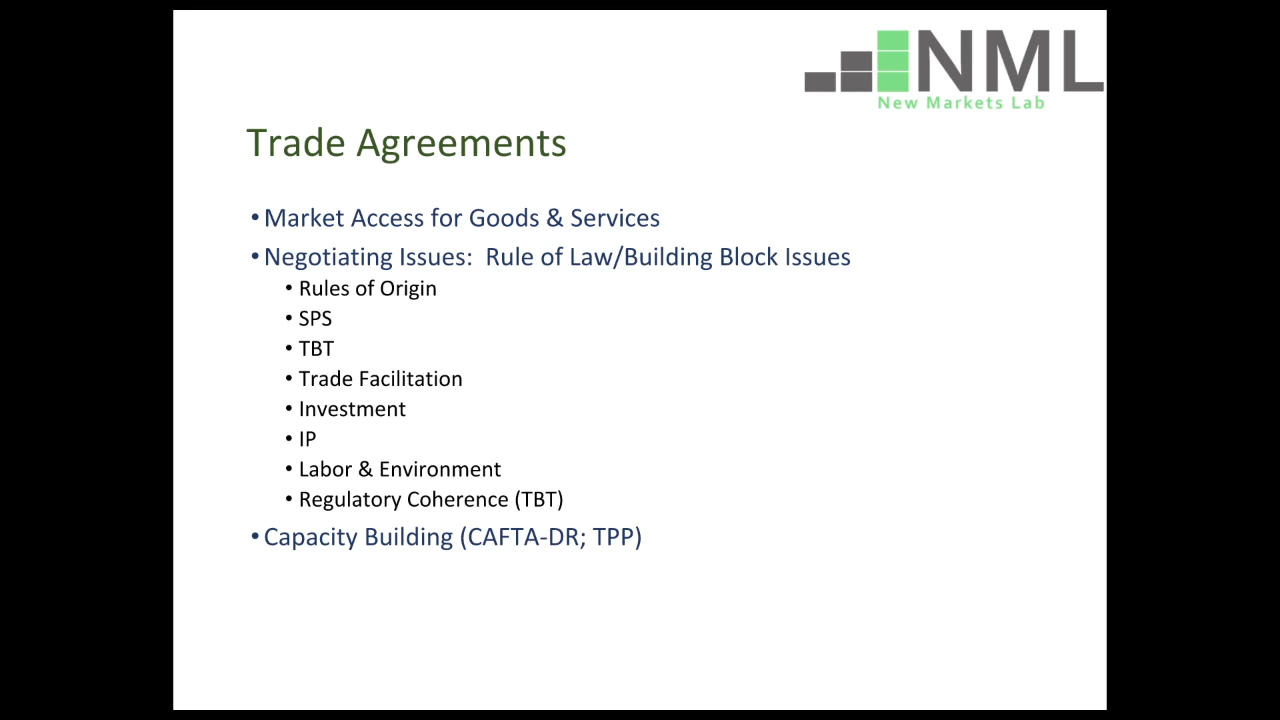 NML
New Markets Lab
Trade Agreements
•Market Access for Goods & Services
•Negotiating Issues:  Rule of Law/Building Block Issues
•Rules of Origin
•SPS
•TBT
•Trade Facilitation
•Investment
•IP
•Labor & Environment
•Regulatory Coherence (TBT)
•Capacity Building (CAFTA-DR; TPP)